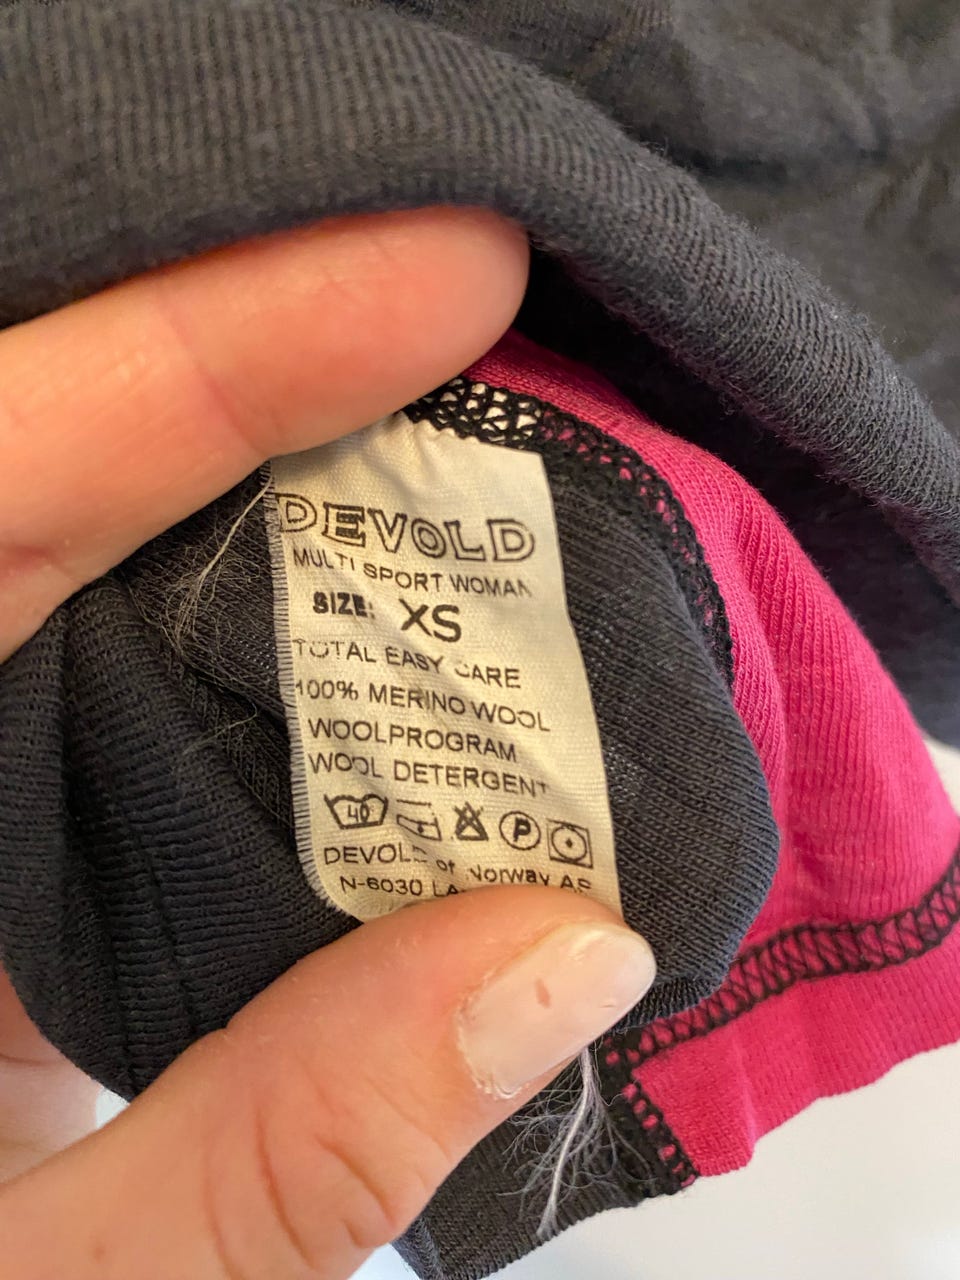 DEVOLD
MULTI SPORT WOMAN
SIZE: XS
TOTAL EASY CARE
100% MERINO WOOL
WOOLPROGRAM
WOOL DETERGENT
40 P
DEVOLD of Norway AS
N-6030